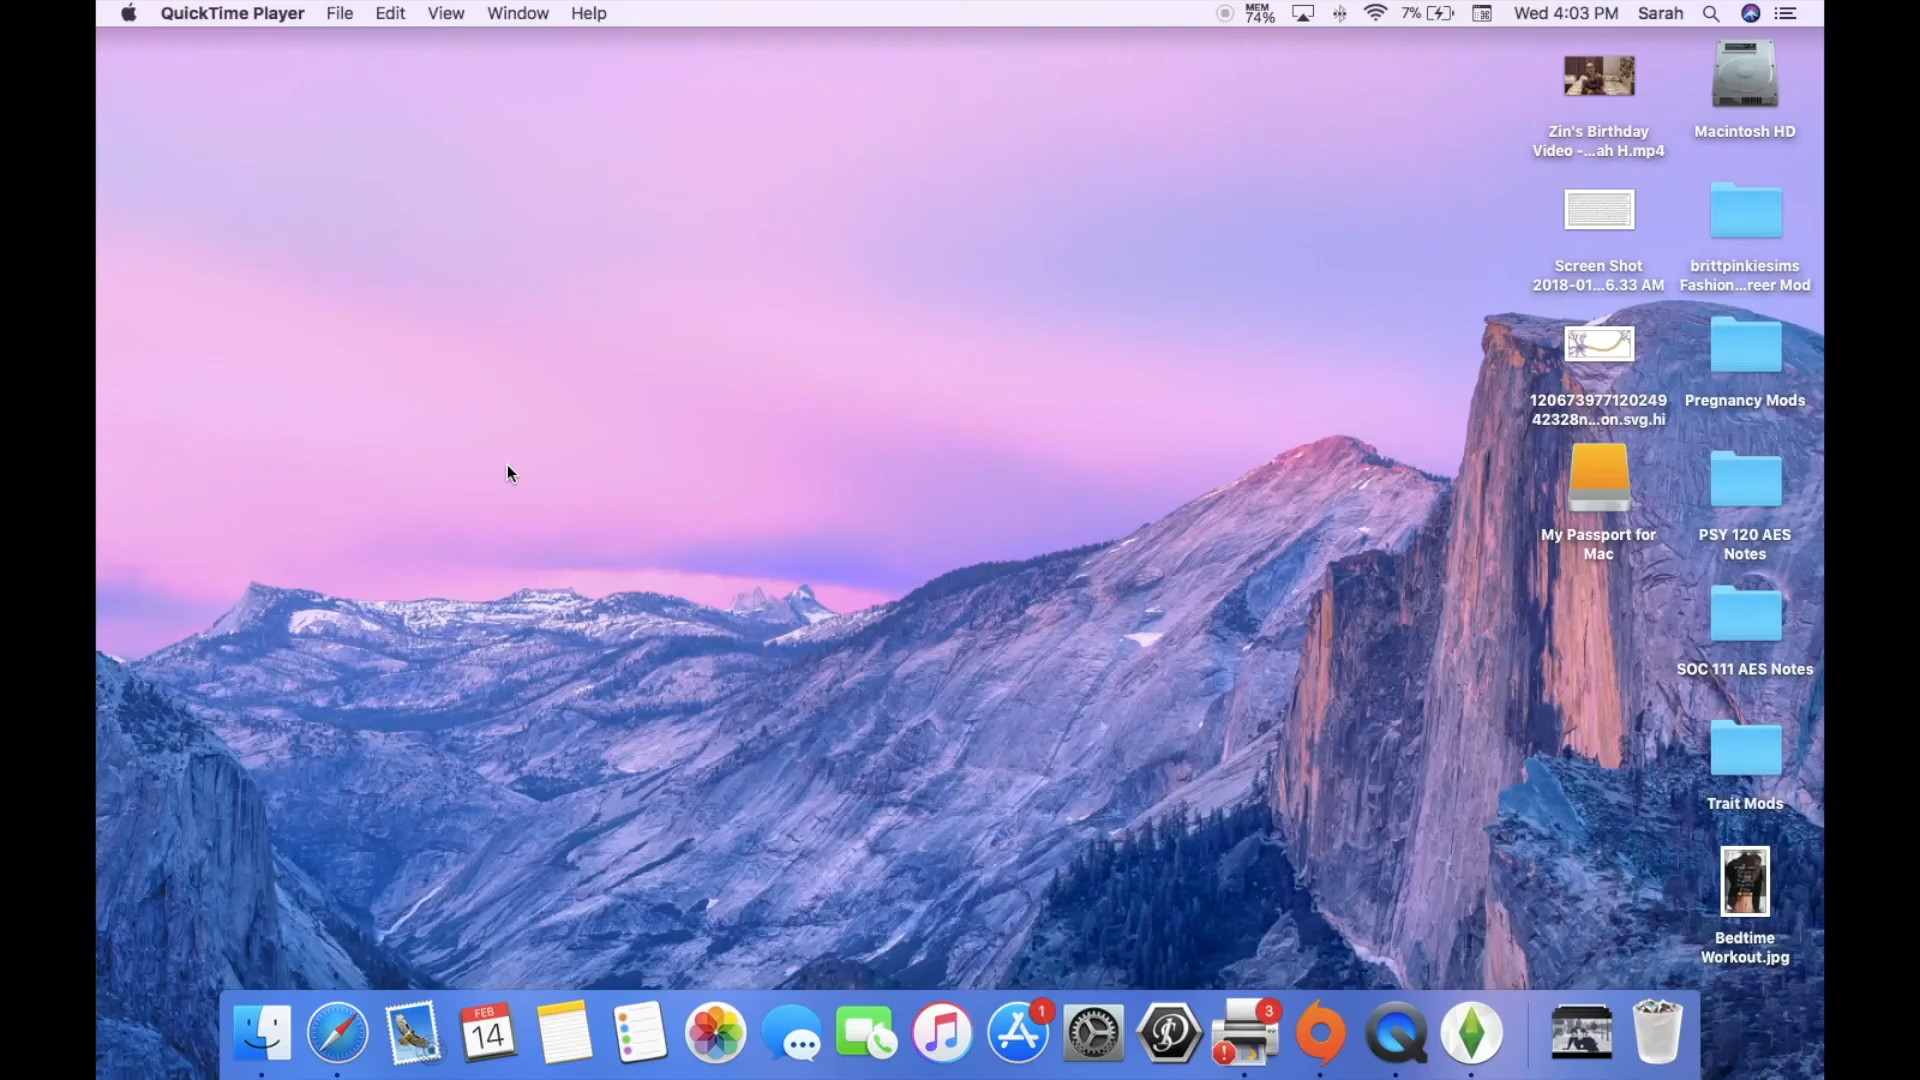 QuickTime Player File Edit View Window Help MEM 74% 7% Wed 4:03 PM Sarah
Zin's Birthday
Video -...ah H.mp4
Macintosh HD
Screen Shot
2018-01...6.33 AM
brittpinkiesims
Fashion...reer Mod
120673977120249
42328n...on.svg.hi
Pregnancy Mods
My Passport for
Mac
PSY 120 AES
Notes
SOC 111 AES Notes
Trait Mods
Bedtime
Workout.jpg
FEB
14
1
3